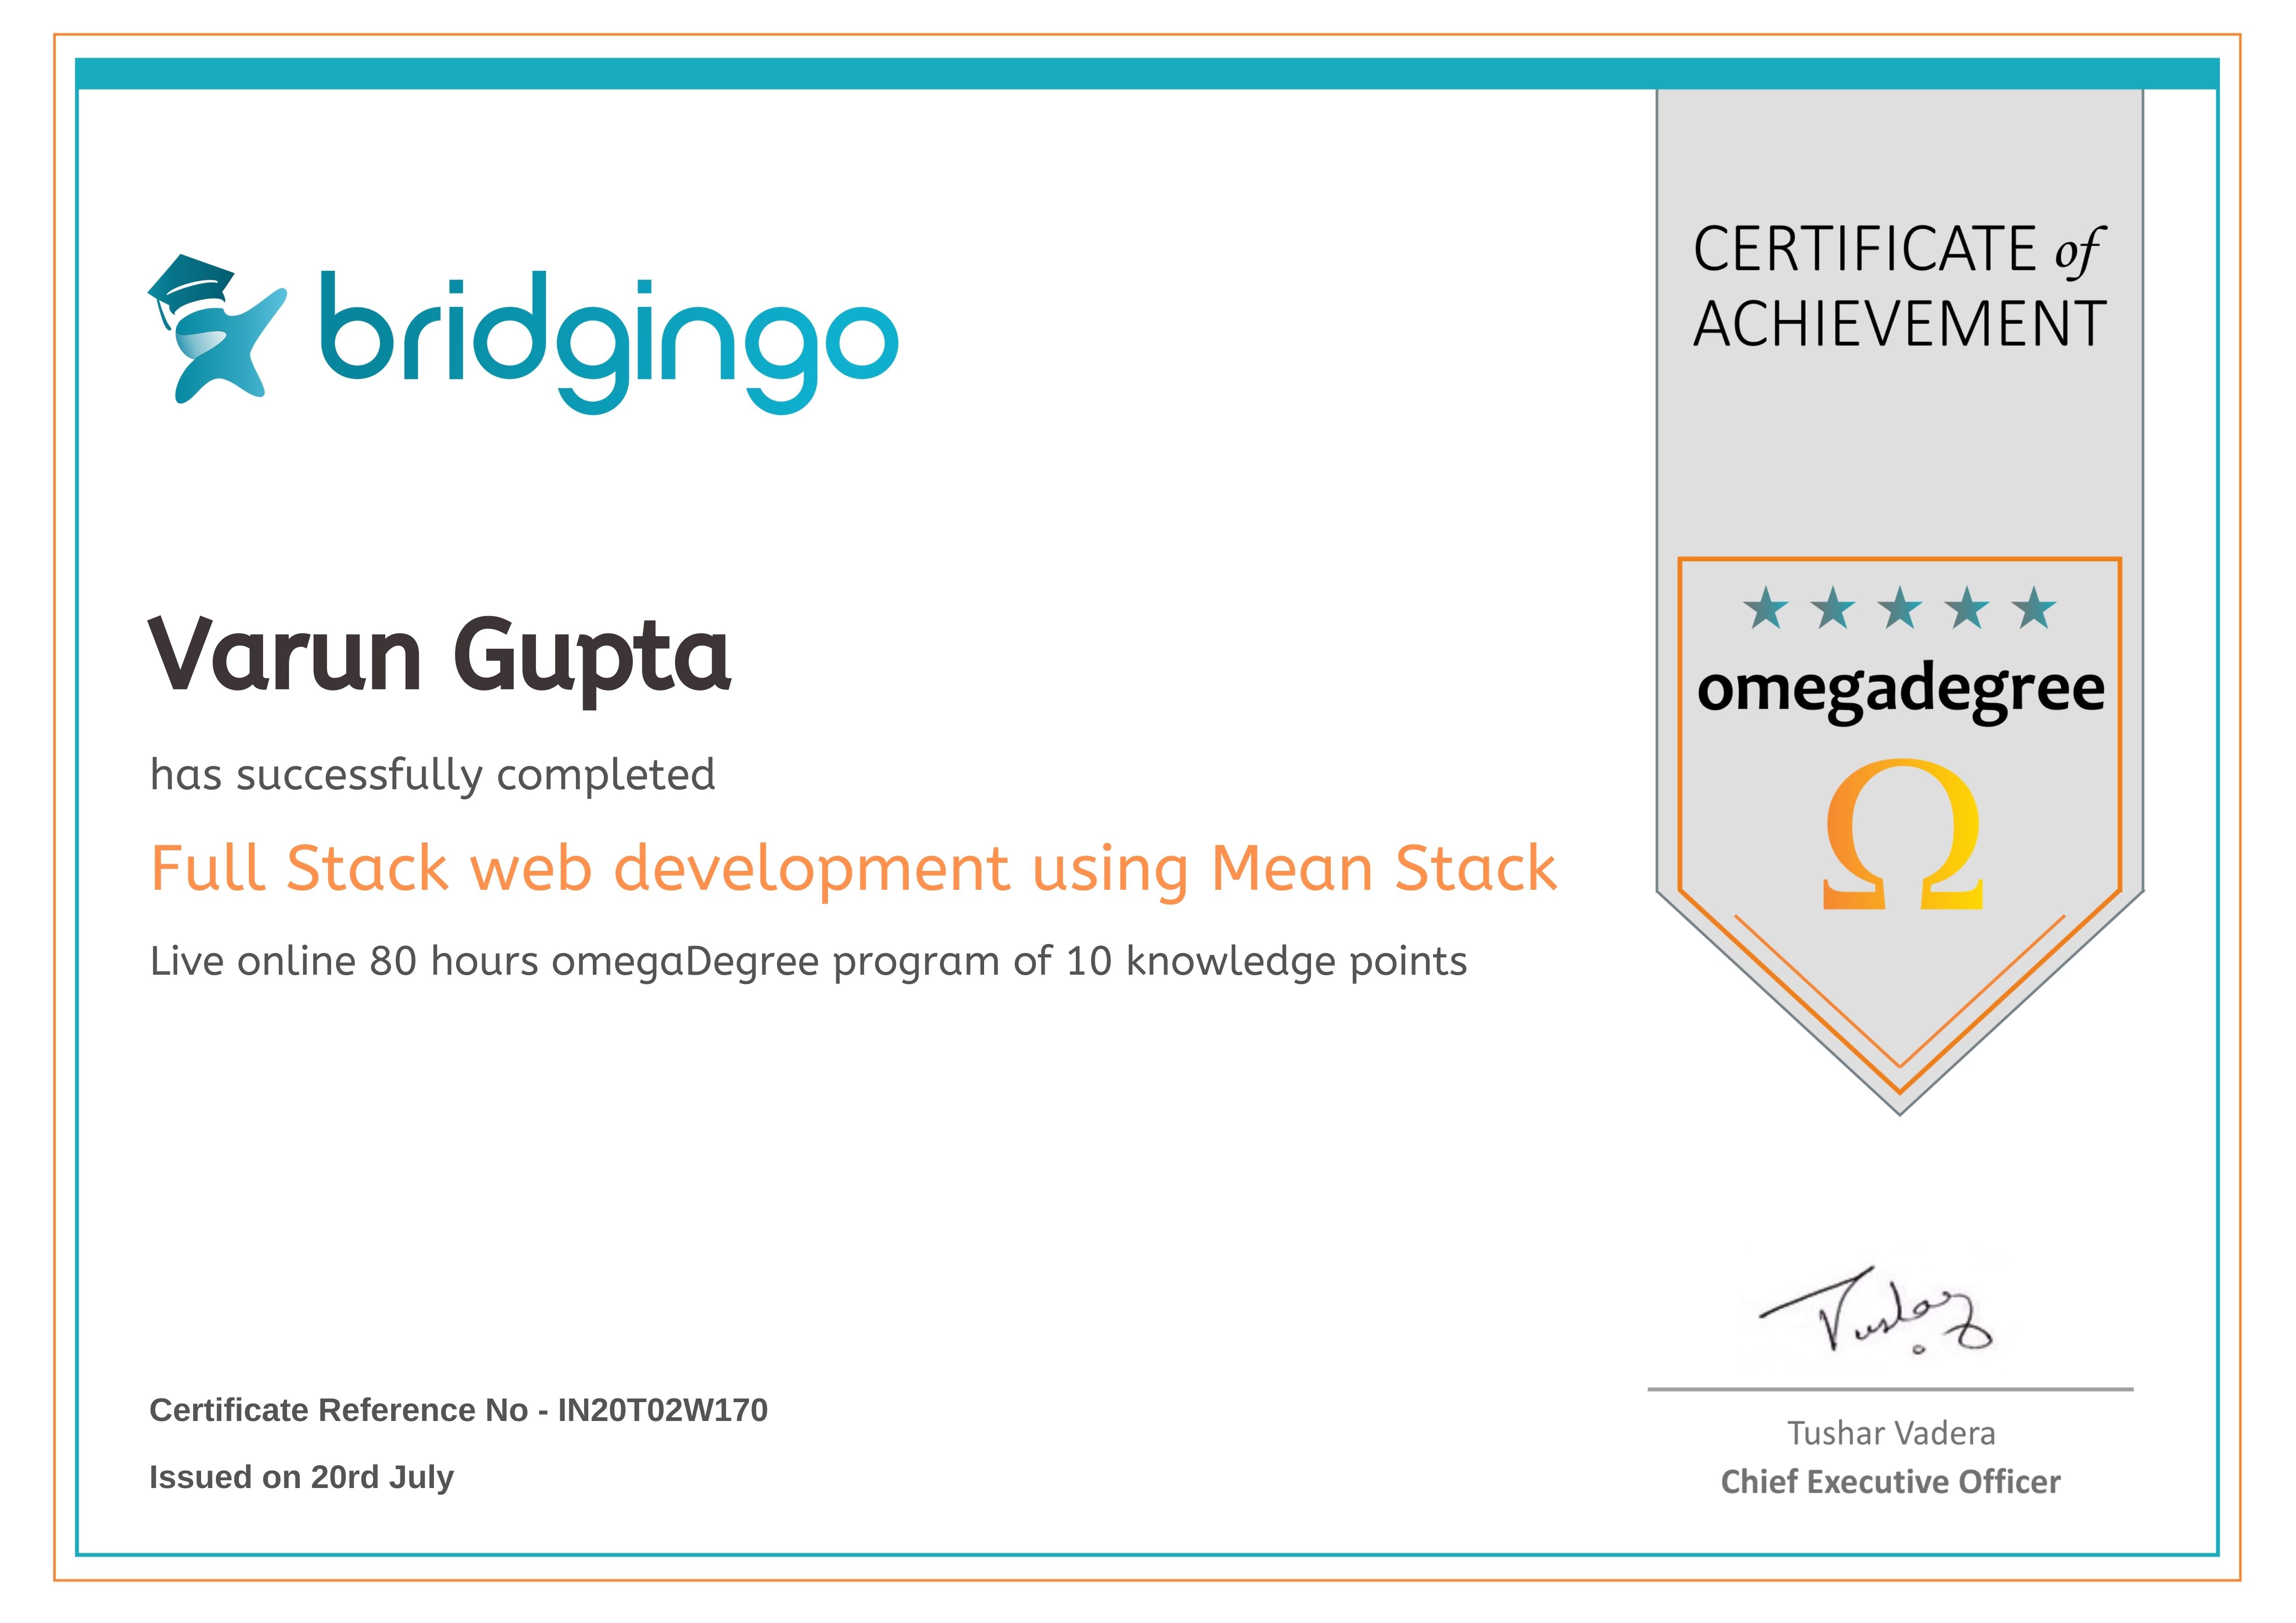 bridgingo
CERTIFICATE of
ACHIEVEMENT
Varun Gupta
has successfully completed
Full Stack web development using Mean Stack
Live online 80 hours omegaDegree program of 10 knowledge points
omegadegree
Ω
Tushar
Certificate Reference No - IN20T02W170
Issued on 20rd July
Tushar Vadera
Chief Executive Officer